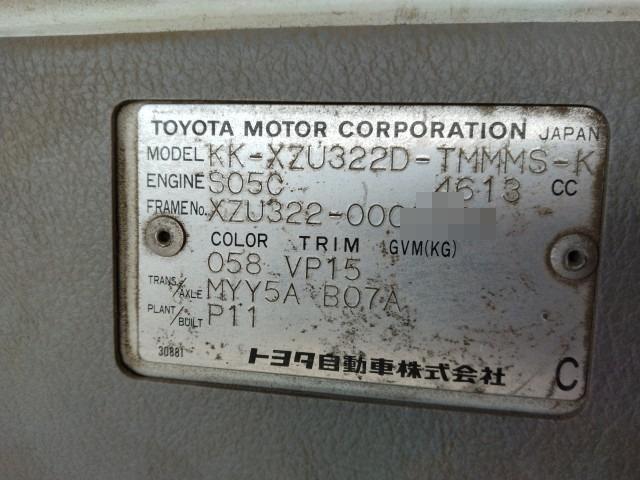 TOYOTA MOTOR CORPORATION JAPAN
MODEL KK-XZU322D-TMMMS-K
ENGINE S05C 4613 CC
FRAME No. XZU322-000
COLOR TRIM GVM(KG)
058 VP15
TRANS/AXLE MYY5A B07A
PLANT/BUILT P11
30881
トヨタ自動車株式会社 C